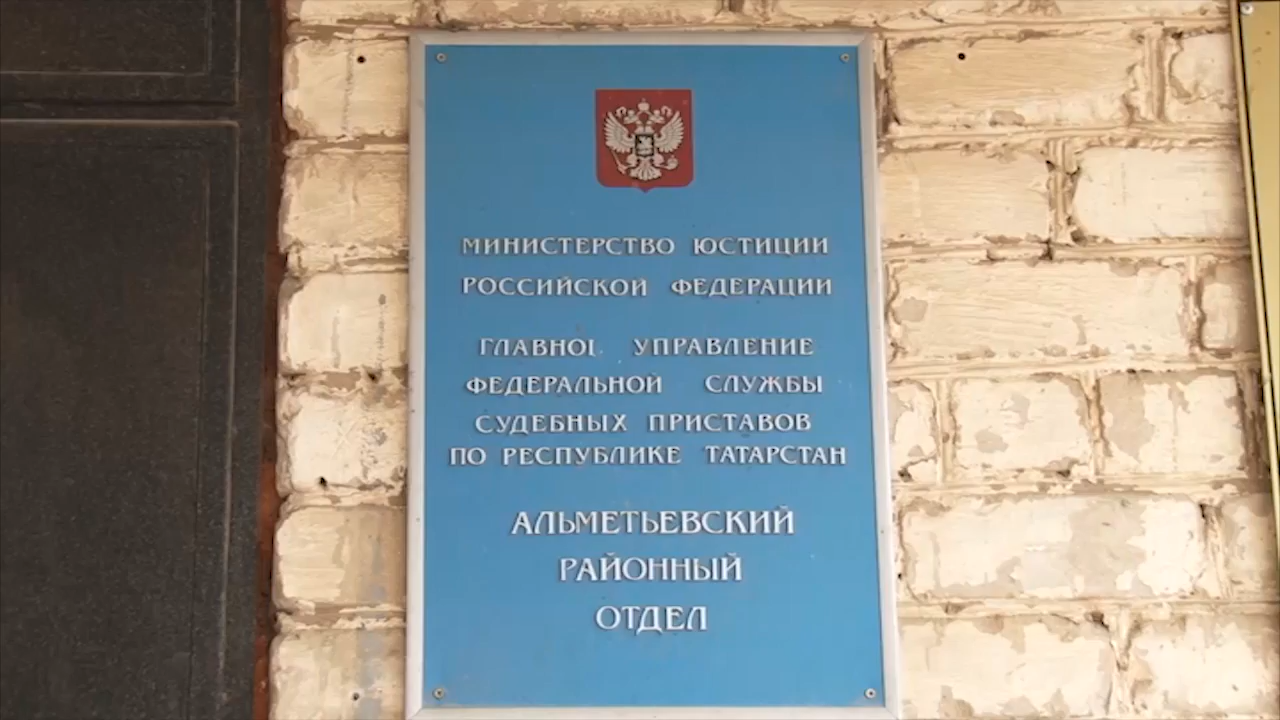 МИНИСТЕРСТВО ЮСТИЦИИ
РОССИЙСКОЙ ФЕДЕРАЦИИ
ГЛАВНОЕ УПРАВЛЕНИЕ
ФЕДЕРАЛЬНОЙ СЛУЖБЫ
СУДЕБНЫХ ПРИСТАВОВ
ПО РЕСПУБЛИКЕ ТАТАРСТАН
АЛЬМЕТЬЕВСКИЙ
РАЙОННЫЙ
ОТДЕЛ